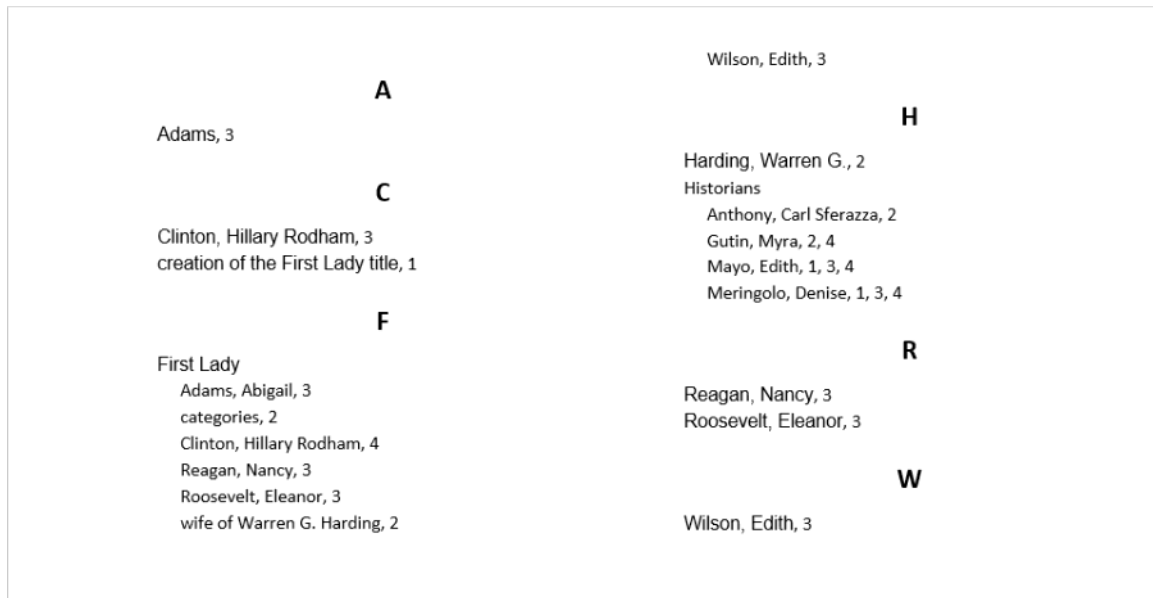 A
Adams, 3
C
Clinton, Hillary Rodham, 3
creation of the First Lady title, 1
F
First Lady
Adams, Abigail, 3
categories, 2
Clinton, Hillary Rodham, 4
Reagan, Nancy, 3
Roosevelt, Eleanor, 3
wife of Warren G. Harding, 2
Wilson, Edith, 3
H
Harding, Warren G., 2
Historians
Anthony, Carl Sferazza, 2
Gutin, Myra, 2, 4
Mayo, Edith, 1, 3, 4
Meringolo, Denise, 1, 3, 4
R
Reagan, Nancy, 3
Roosevelt, Eleanor, 3
W
Wilson, Edith, 3